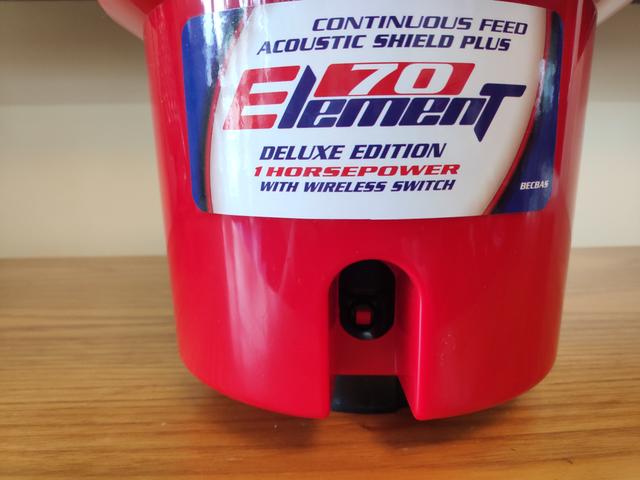 CONTINUOUS FEED
ACOUSTIC SHIELD PLUS
70
Element
DELUXE EDITION
1 HORSEPOWER
WITH WIRELESS SWITCH
BECBAS